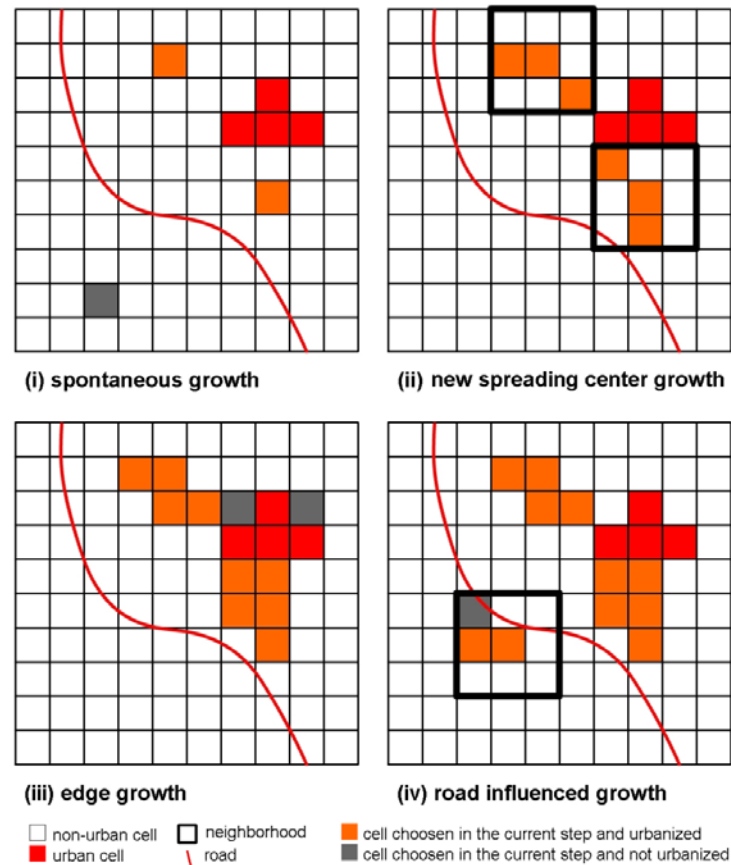 (i) spontaneous growth
(ii) new spreading center growth
(iii) edge growth
(iv) road influenced growth
non-urban cell
neighborhood
cell choosen in the current step and urbanized
urban cell
road
cell choosen in the current step and not urbanized